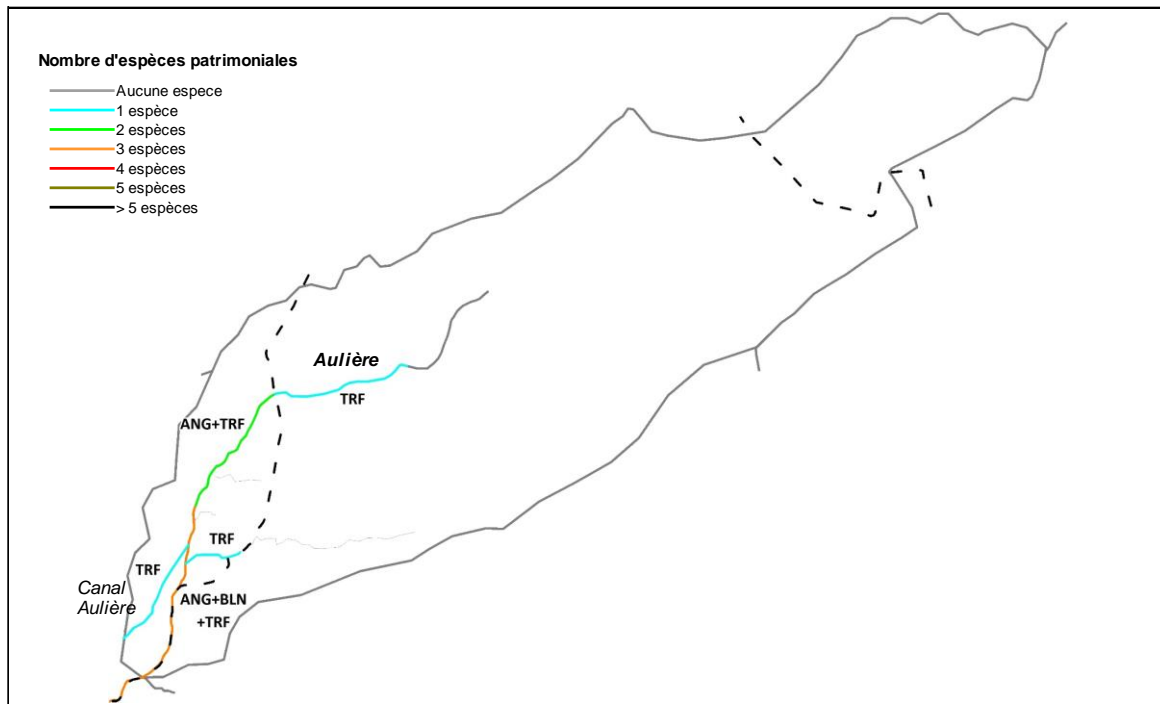 Nombre d'espèces patrimoniales
Aucune espece
1 espèce
2 espèces
3 espèces
4 espèces
5 espèces
> 5 espèces
Aulière
TRF
ANG+TRF
TRF
TRF
Canal
Aulière
ANG+BLN
+TRF